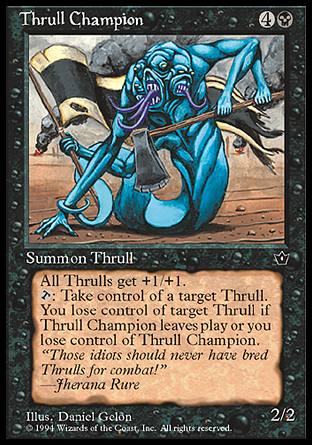 Thrull Champion 4
Summon Thrull
All Thrulls get +1/+1.
: Take control of a target Thrull.
You lose control of target Thrull if
Thrull Champion leaves play or you
lose control of Thrull Champion.
“Those idiots should never have bred
Thrulls for combat!”
—Jherana Rure
Illus. Daniel Gelon 2/2
© 1994 Wizards of the Coast, Inc. All rights reserved.